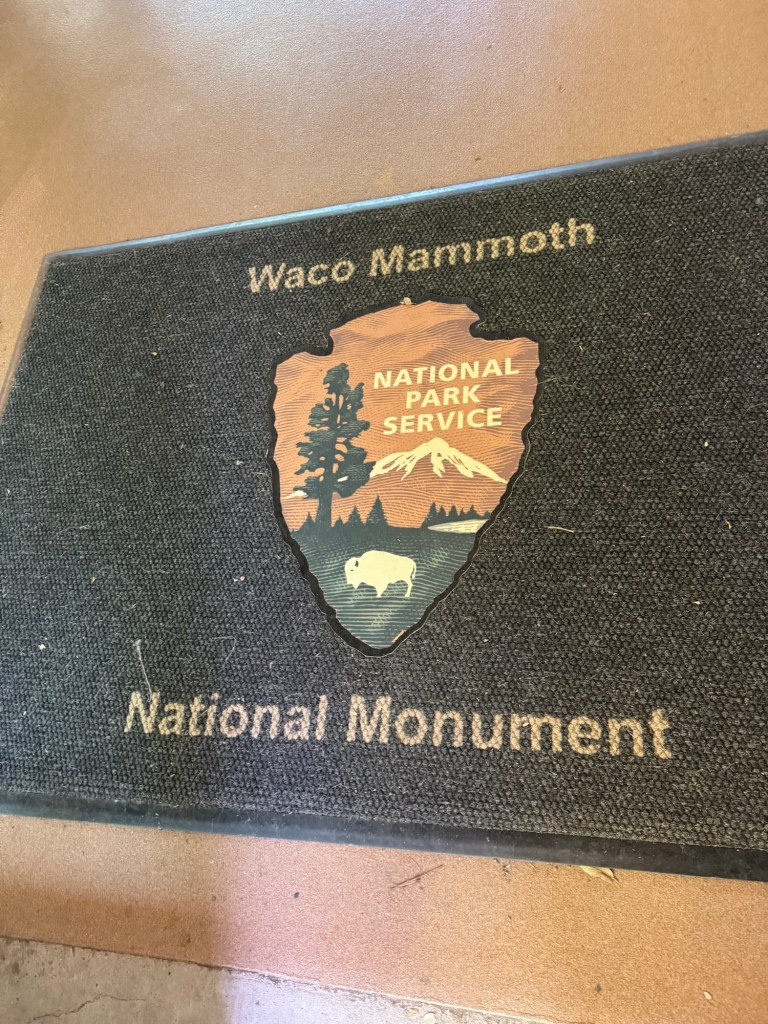 Waco Mammoth
NATIONAL
PARK
SERVICE
National Monument